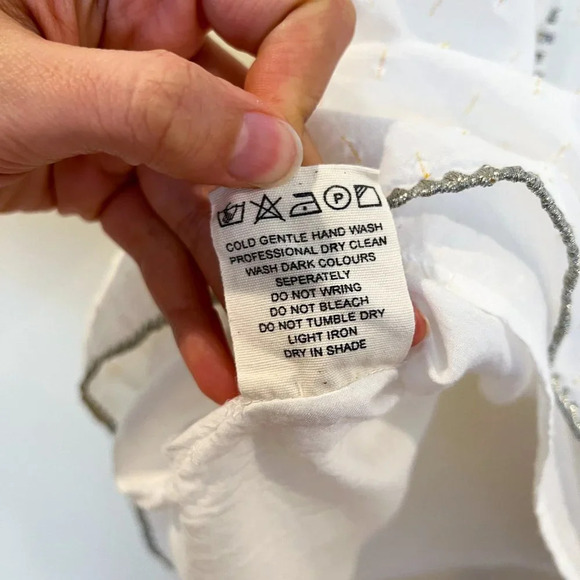 P
COLD GENTLE HAND WASH
PROFESSIONAL DRY CLEAN
WASH DARK COLOURS
SEPERATELY
DO NOT WRING
DO NOT BLEACH
DO NOT TUMBLE DRY
LIGHT IRON
DRY IN SHADE